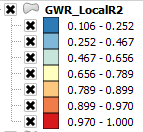 GWR_LocalR2
0.106 - 0.252
0.252 - 0.467
0.467 - 0.656
0.656 - 0.789
0.789 - 0.899
0.899 - 0.970
0.970 - 1.000